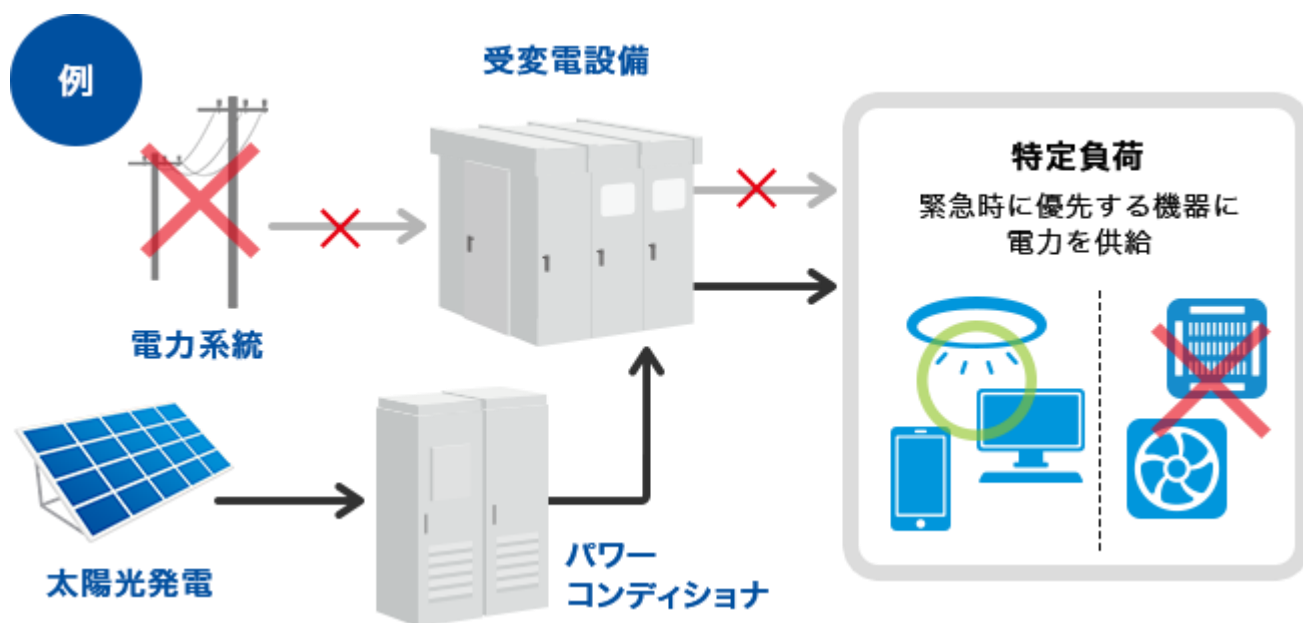 例
受変電設備
特定負荷
緊急時に優先する機器に
電力を供給
電力系統
太陽光発電
パワー
コンディショナ